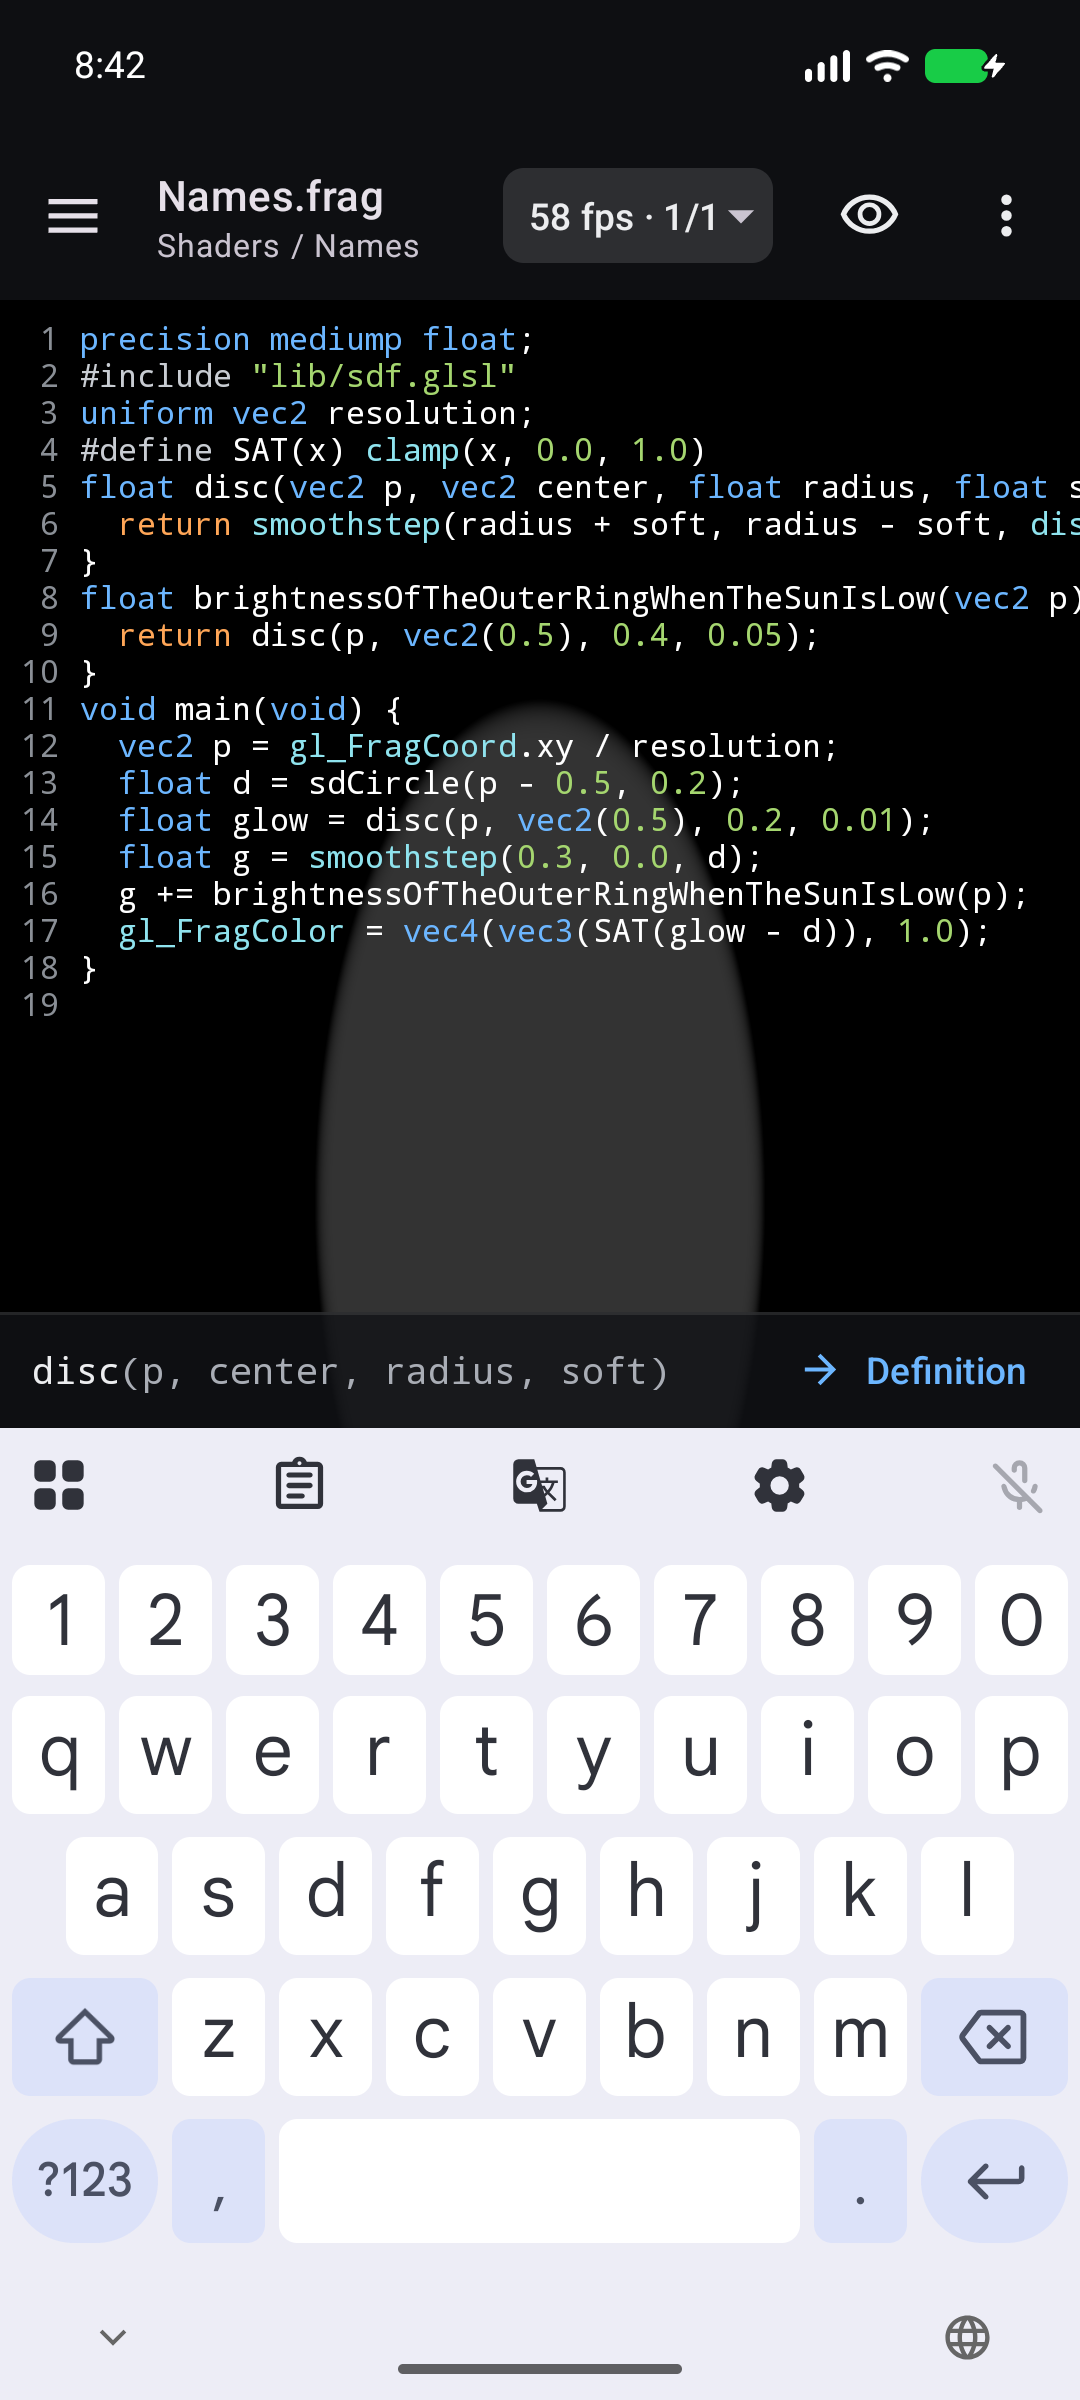 8:42
Names.frag
Shaders / Names
58 fps · 1/1
1 precision mediump float;
2 #include "lib/sdf.glsl"
3 uniform vec2 resolution;
4 #define SAT(x) clamp(x, 0.0, 1.0)
5 float disc(vec2 p, vec2 center, float radius, float s
6   return smoothstep(radius + soft, radius - soft, dis
7 }
8 float brightnessOfTheOuterRingWhenTheSunIsLow(vec2 p)
9   return disc(p, vec2(0.5), 0.4, 0.05);
10 }
11 void main(void) {
12   vec2 p = gl_FragCoord.xy / resolution;
13   float d = sdCircle(p - 0.5, 0.2);
14   float glow = disc(p, vec2(0.5), 0.2, 0.01);
15   float g = smoothstep(0.3, 0.0, d);
16   g += brightnessOfTheOuterRingWhenTheSunIsLow(p);
17   gl_FragColor = vec4(vec3(SAT(glow - d)), 1.0);
18 }
19
disc(p, center, radius, soft) → Definition
1 2 3 4 5 6 7 8 9 0
q w e r t y u i o p
a s d f g h j k l
z x c v b n m
?123 , .